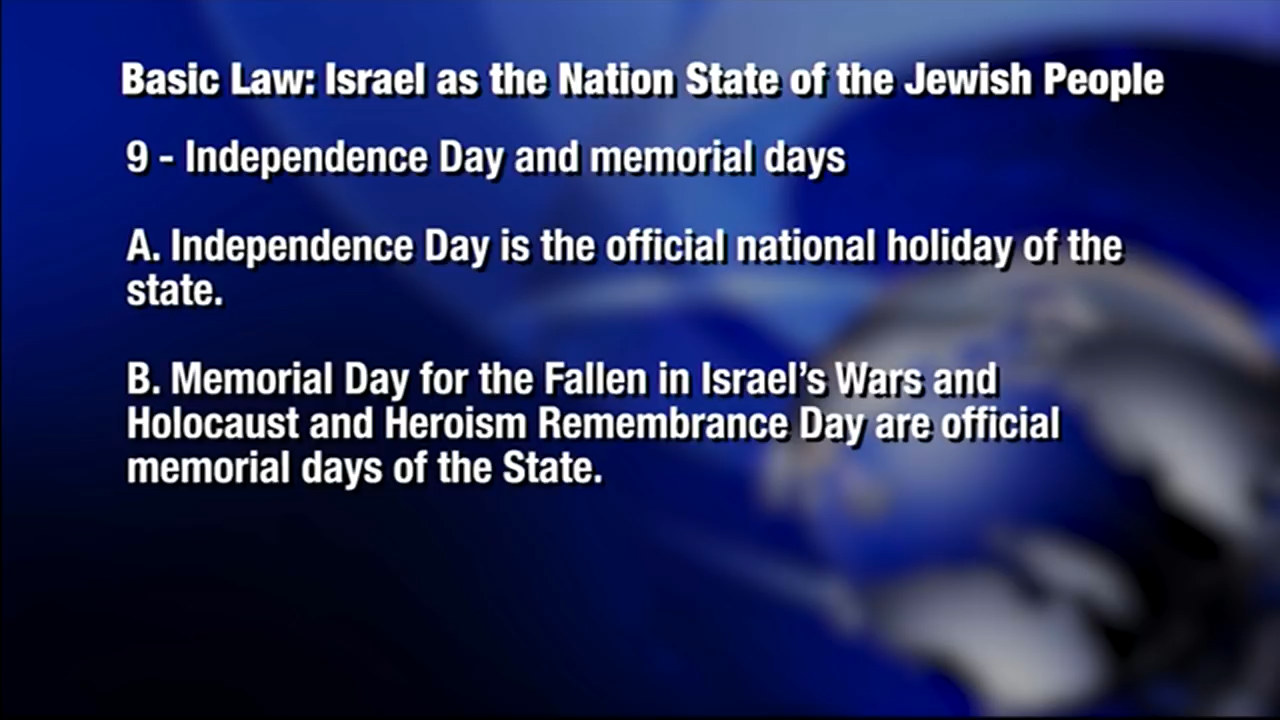 Basic Law: Israel as the Nation State of the Jewish People
9 - Independence Day and memorial days
A. Independence Day is the official national holiday of the
state.
B. Memorial Day for the Fallen in Israel’s Wars and
Holocaust and Heroism Remembrance Day are official
memorial days of the State.